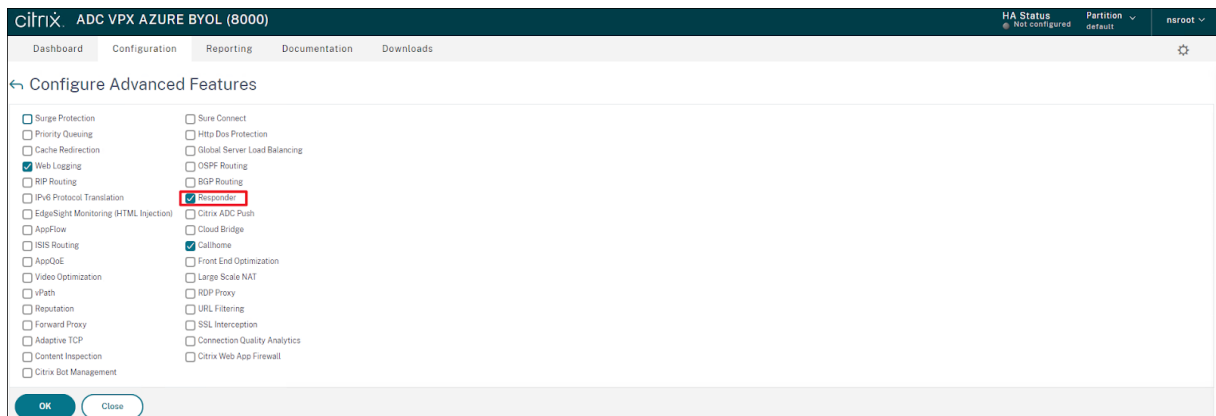 citrix. ADC VPX AZURE BYOL (8000)
HA Status
Not configured
Partition
default
nsroot
Dashboard Configuration Reporting Documentation Downloads
Configure Advanced Features
Surge Protection Sure Connect
Priority Queuing Http Dos Protection
Cache Redirection Global Server Load Balancing
Web Logging OSPF Routing
RIP Routing BGP Routing
IPv6 Protocol Translation Responder
EdgeSight Monitoring (HTML Injection) Citrix ADC Push
AppFlow Cloud Bridge
ISIS Routing Callhome
AppQoE Front End Optimization
Video Optimization Large Scale NAT
vPath RDP Proxy
Reputation URL Filtering
Forward Proxy SSL Interception
Adaptive TCP Connection Quality Analytics
Content Inspection Citrix Web App Firewall
Citrix Bot Management
OK Close